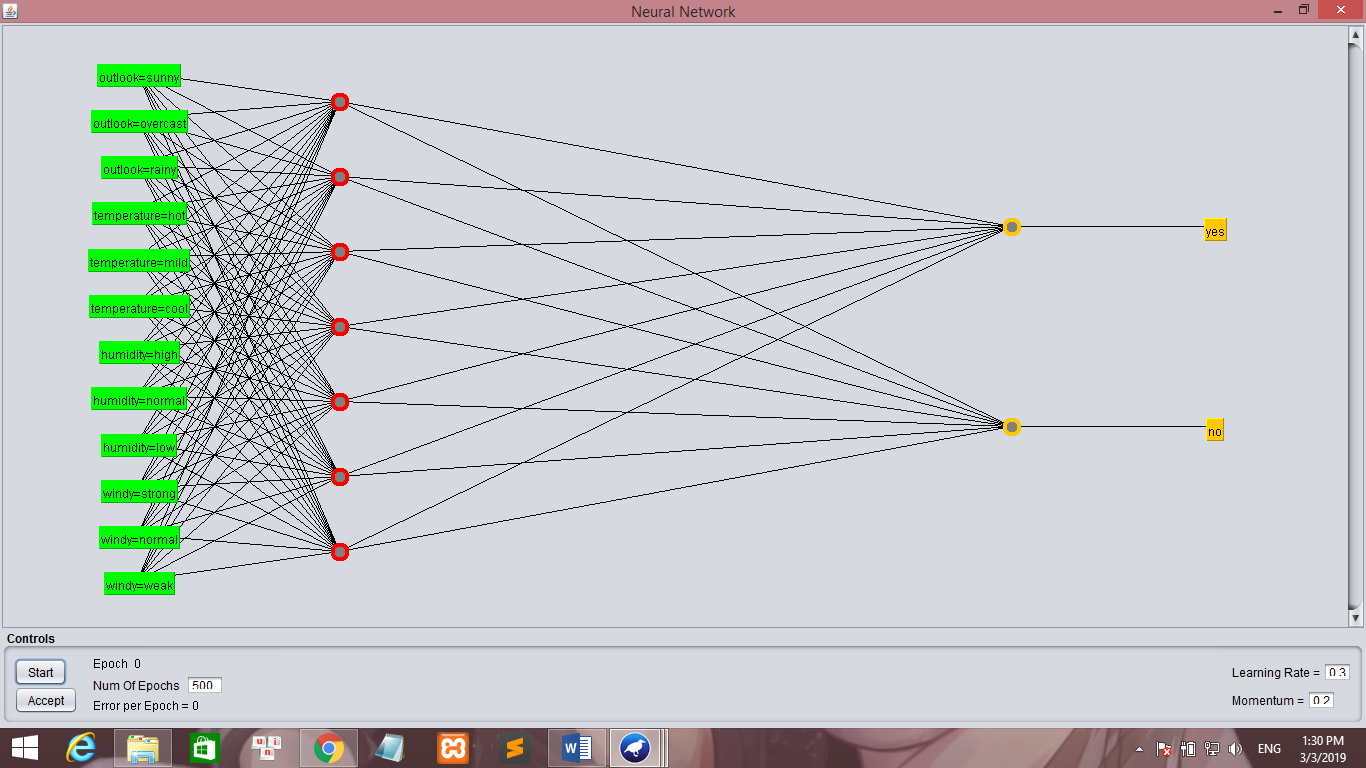 Neural Network
outlook=sunny
outlook=overcast
outlook=rainy
temperature=hot
temperature=mild
temperature=cool
humidity=high
humidity=normal
humidity=low
windy=strong
windy=normal
windy=weak
yes
no
Controls
Start
Accept
Epoch 0
Num Of Epochs 500
Error per Epoch = 0
Learning Rate = 0.3
Momentum = 0.2
ENG
1:30 PM
3/3/2019